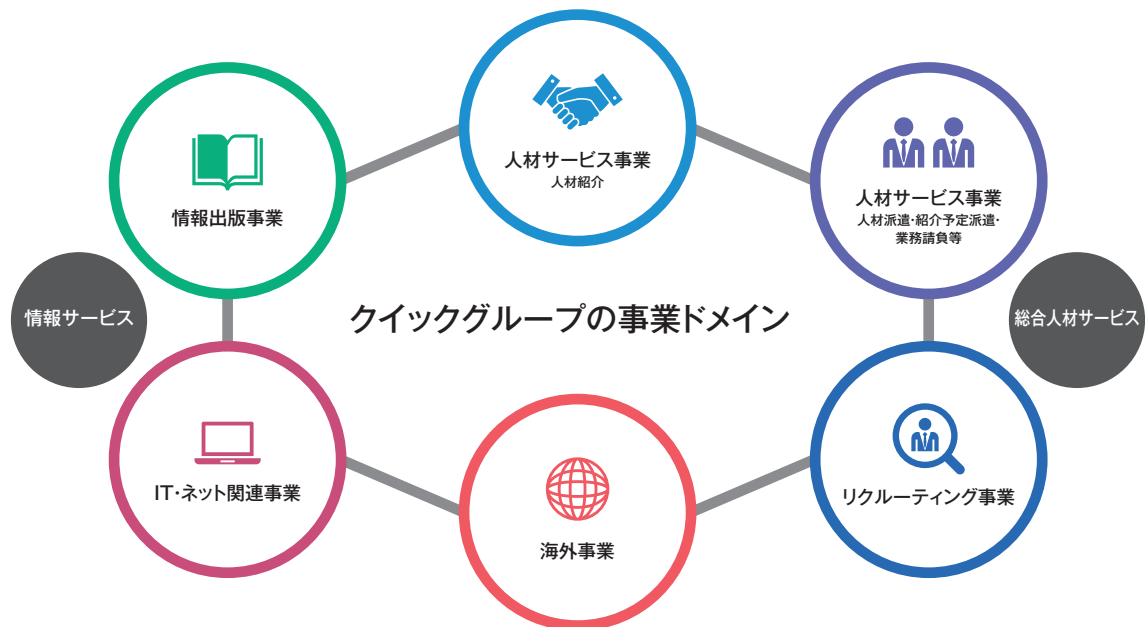 人材サービス事業
人材紹介
情報出版事業
人材サービス事業
人材派遣・紹介予定派遣・
業務請負等
情報サービス
クイックグループの事業ドメイン
総合人材サービス
IT・ネット関連事業
リクルーティング事業
海外事業